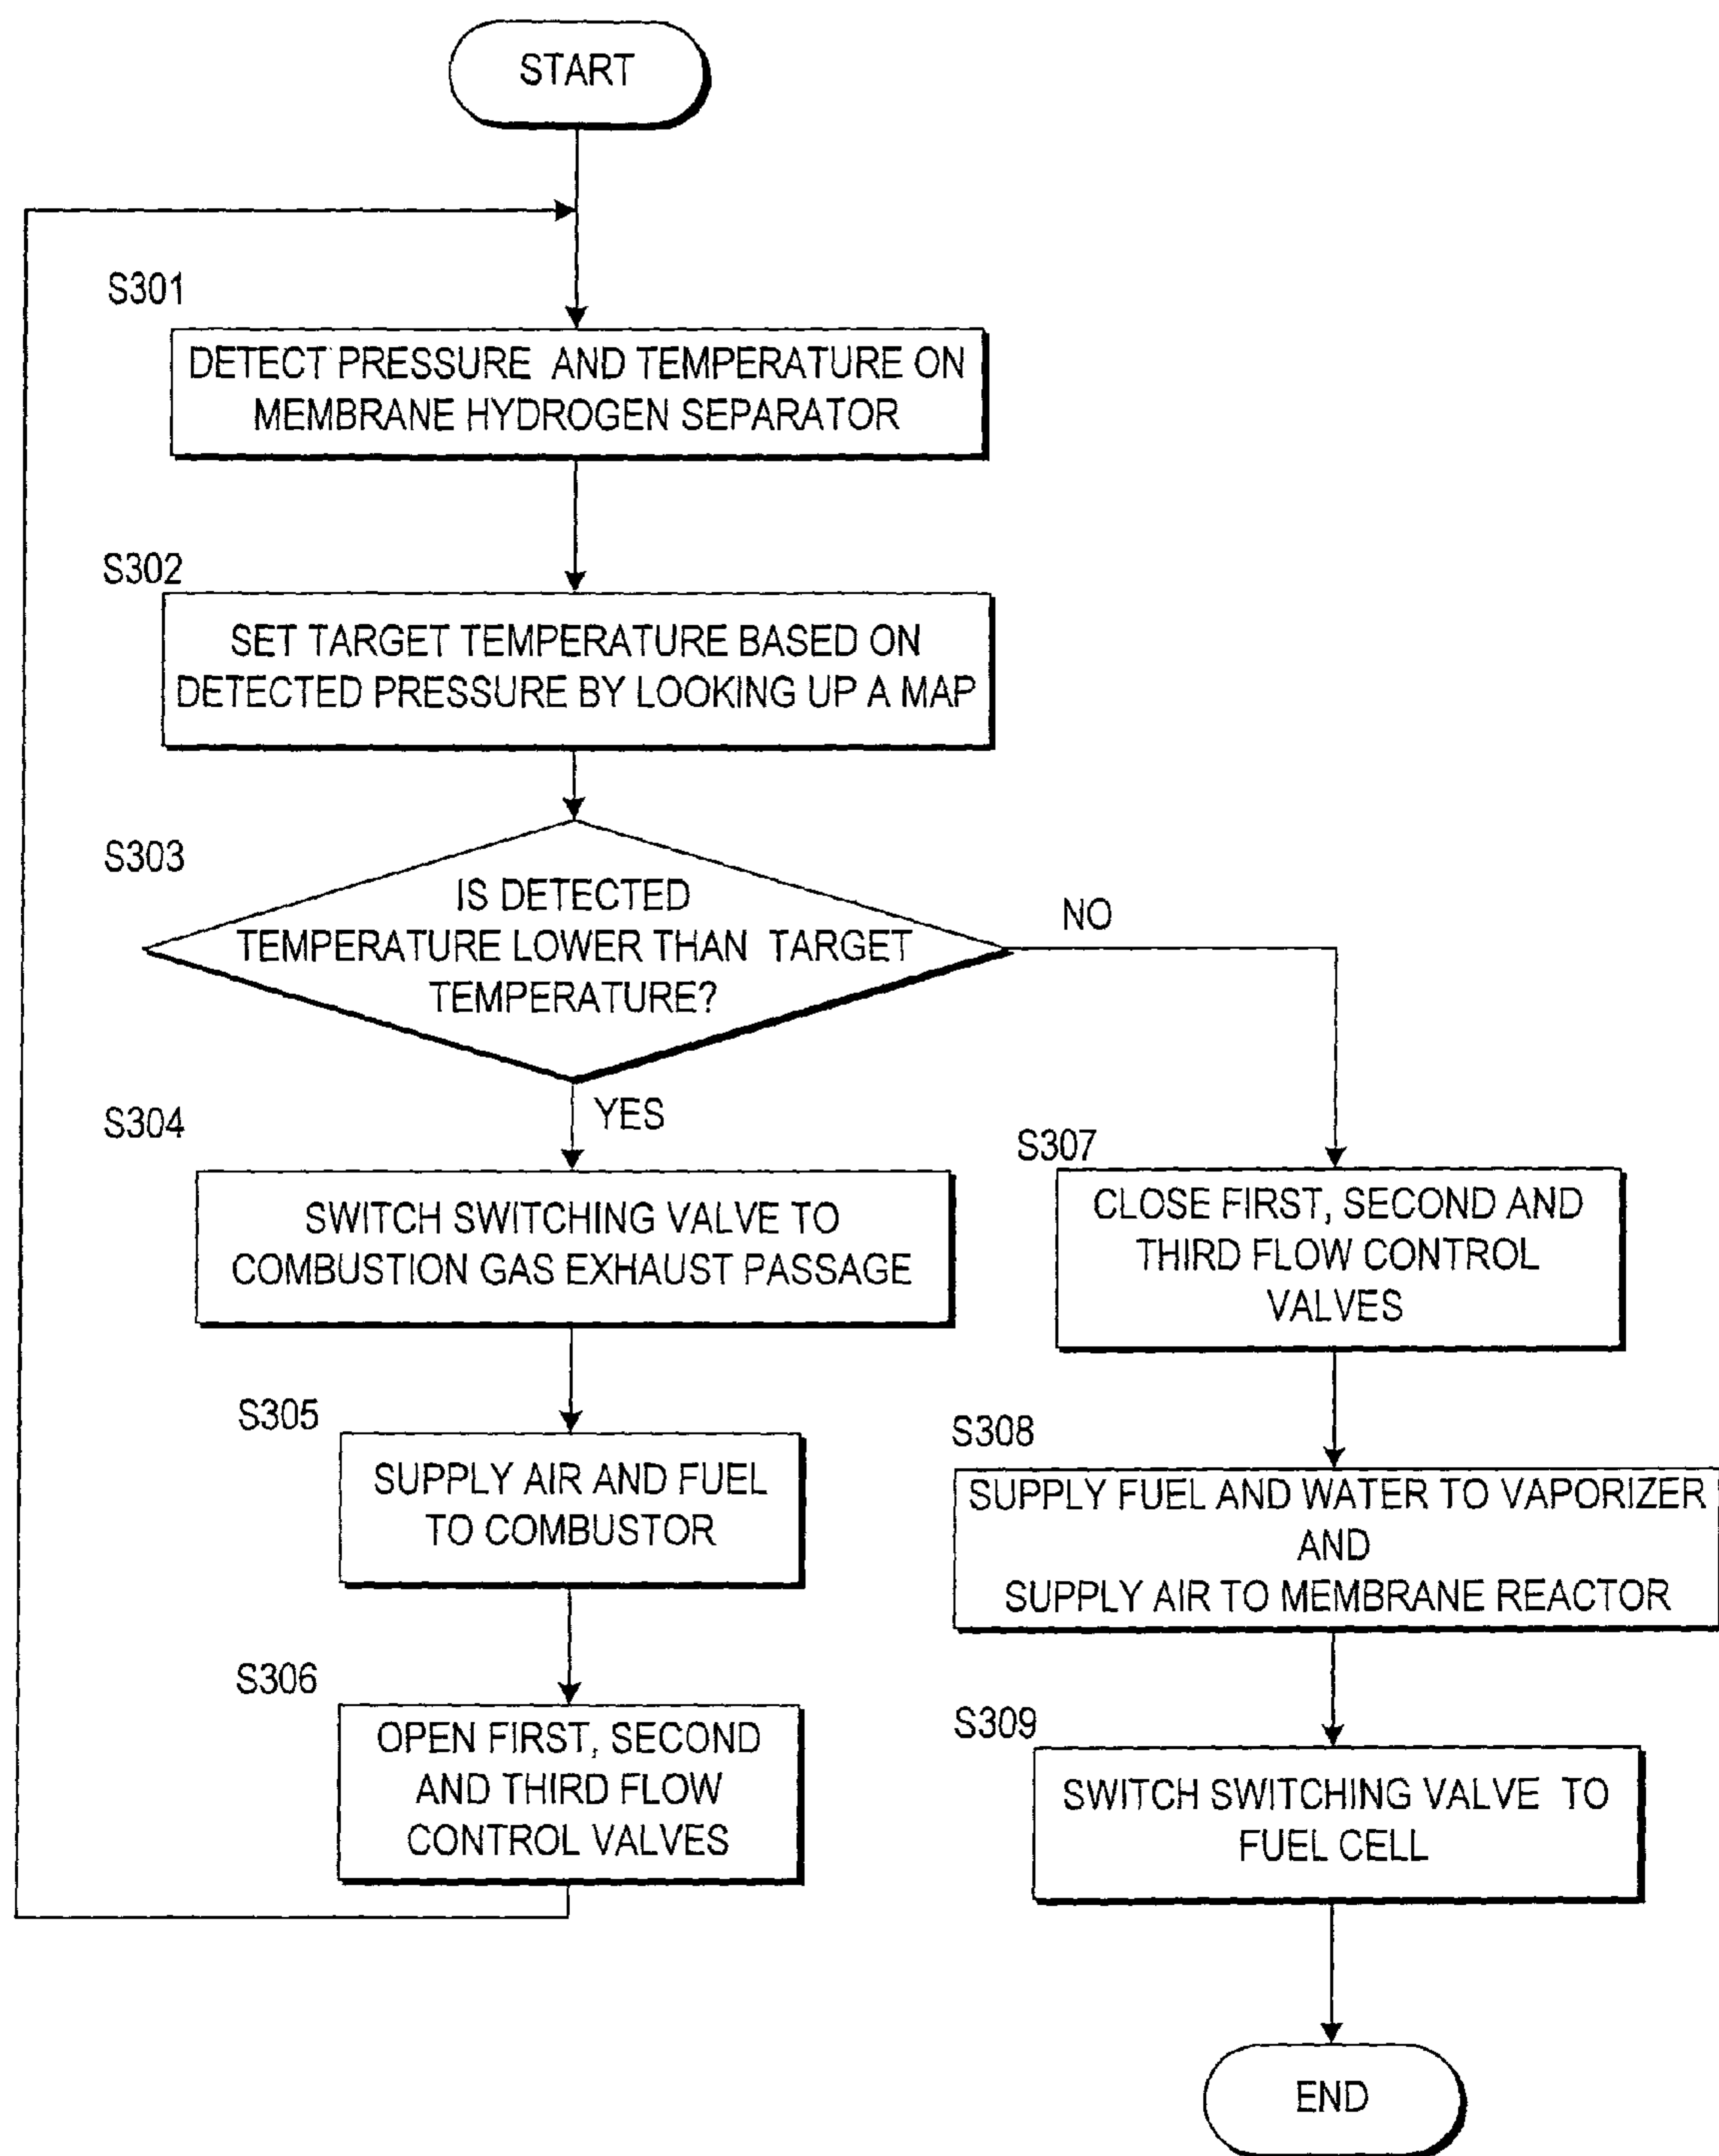 START
S301
DETECT PRESSURE AND TEMPERATURE ON
MEMBRANE HYDROGEN SEPARATOR
S302
SET TARGET TEMPERATURE BASED ON
DETECTED PRESSURE BY LOOKING UP A MAP
S303
IS DETECTED
TEMPERATURE LOWER THAN TARGET
TEMPERATURE?
NO
YES
S304
SWITCH SWITCHING VALVE TO
COMBUSTION GAS EXHAUST PASSAGE
S305
SUPPLY AIR AND FUEL
TO COMBUSTOR
S306
OPEN FIRST, SECOND
AND THIRD FLOW
CONTROL VALVES
S307
CLOSE FIRST, SECOND AND
THIRD FLOW CONTROL
VALVES
S308
SUPPLY FUEL AND WATER TO VAPORIZER
AND
SUPPLY AIR TO MEMBRANE REACTOR
S309
SWITCH SWITCHING VALVE TO
FUEL CELL
END